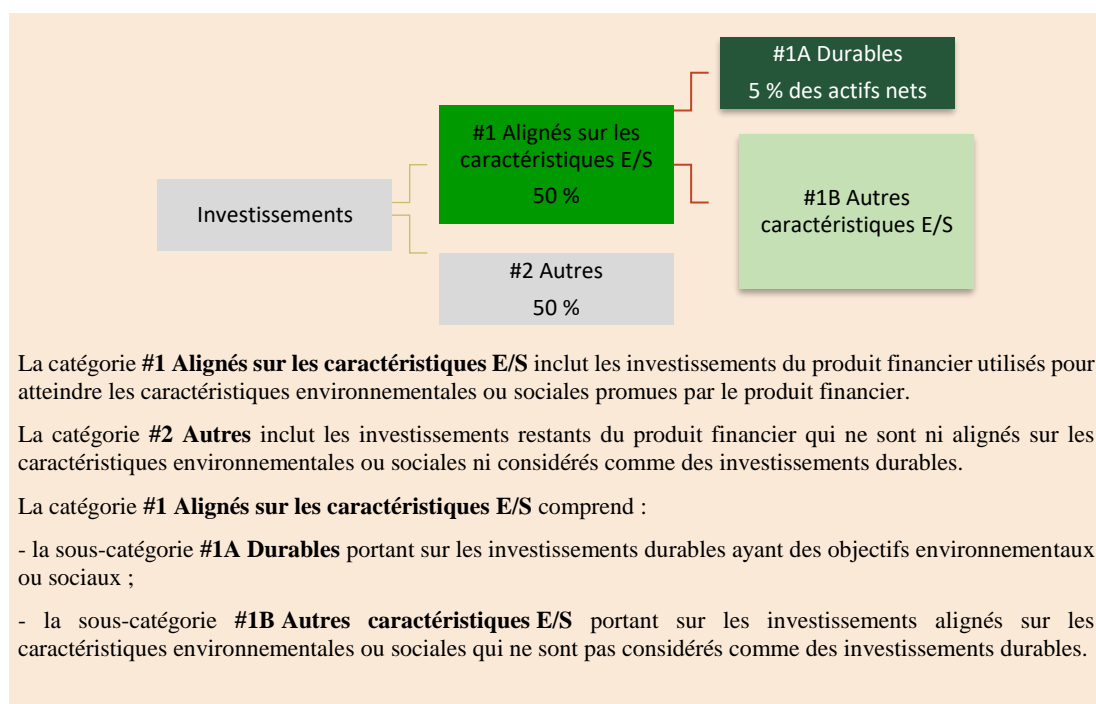 #1A Durables
5 % des actifs nets
#1 Alignés sur les
caractéristiques E/S
50 %
#1B Autres
caractéristiques E/S
Investissements
#2 Autres
50 %
La catégorie #1 Alignés sur les caractéristiques E/S inclut les investissements du produit financier utilisés pour
atteindre les caractéristiques environnementales ou sociales promues par le produit financier.
La catégorie #2 Autres inclut les investissements restants du produit financier qui ne sont ni alignés sur les
caractéristiques environnementales ou sociales ni considérés comme des investissements durables.
La catégorie #1 Alignés sur les caractéristiques E/S comprend :
- la sous-catégorie #1A Durables portant sur les investissements durables ayant des objectifs environnementaux
ou sociaux ;
- la sous-catégorie #1B Autres caractéristiques E/S portant sur les investissements alignés sur les
caractéristiques environnementales ou sociales qui ne sont pas considérés comme des investissements durables.